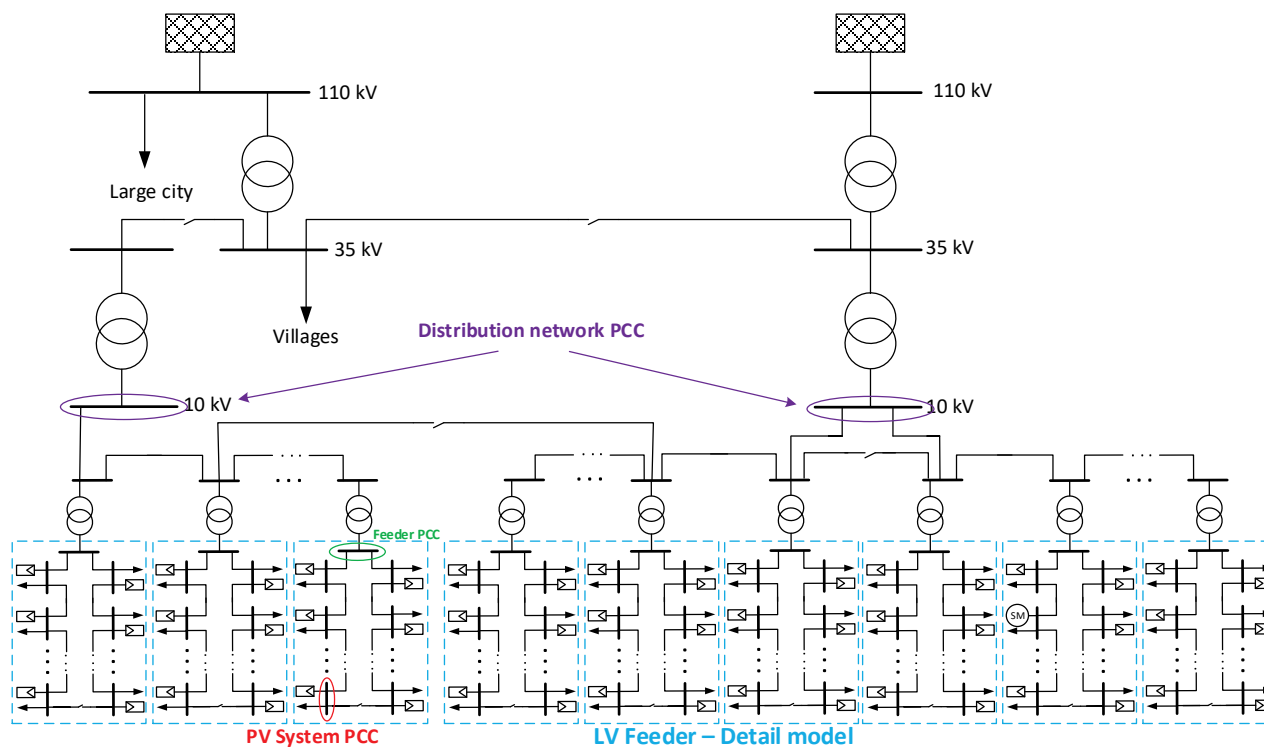 110 kV
110 kV
Large city
35 kV
35 kV
Villages
Distribution network PCC
10 kV
10 kV
Feeder PCC
SM
PV System PCC
LV Feeder – Detail model